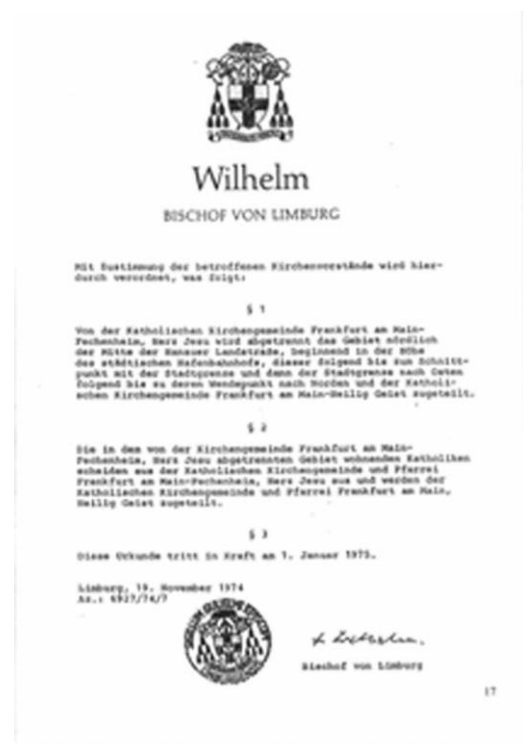 Wilhelm
BISCHOF VON LIMBURG
Mit Zustimmung der betroffenen Kirchenvorstände wird hier-
durch verordnet, was folgt:
§ 1
Von der Katholischen Kirchengemeinde Frankfurt am Main-
Fechenheim, Herz Jesu wird abgetrennt das Gebiet nördlich
der Mitte der Hanauer Landstraße, beginnend in der Höhe
des städtischen Hafenbahnhofs, dieser folgend bis zum Schnitt-
punkt mit der Stadtgrenze und dann der Stadtgrenze nach Osten
folgend bis zu deren Wendepunkt nach Norden und der Katholi-
schen Kirchengemeinde Frankfurt am Main-Heilig Geist zugeteilt.
§ 2
Die in dem von der Kirchengemeinde Frankfurt am Main-
Fechenheim, Herz Jesu abgetrennten Gebiet wohnenden Katholiken
scheiden aus der Katholischen Kirchengemeinde und Pfarrei
Frankfurt am Main-Fechenheim, Herz Jesu aus und werden der
Katholischen Kirchengemeinde und Pfarrei Frankfurt am Main,
Heilig Geist zugeteilt.
§ 3
Diese Urkunde tritt in Kraft am 1. Januar 1975.
Limburg, 19. November 1974
Az.: 6927/74/7
+ Wilhelm.
Bischof von Limburg
17